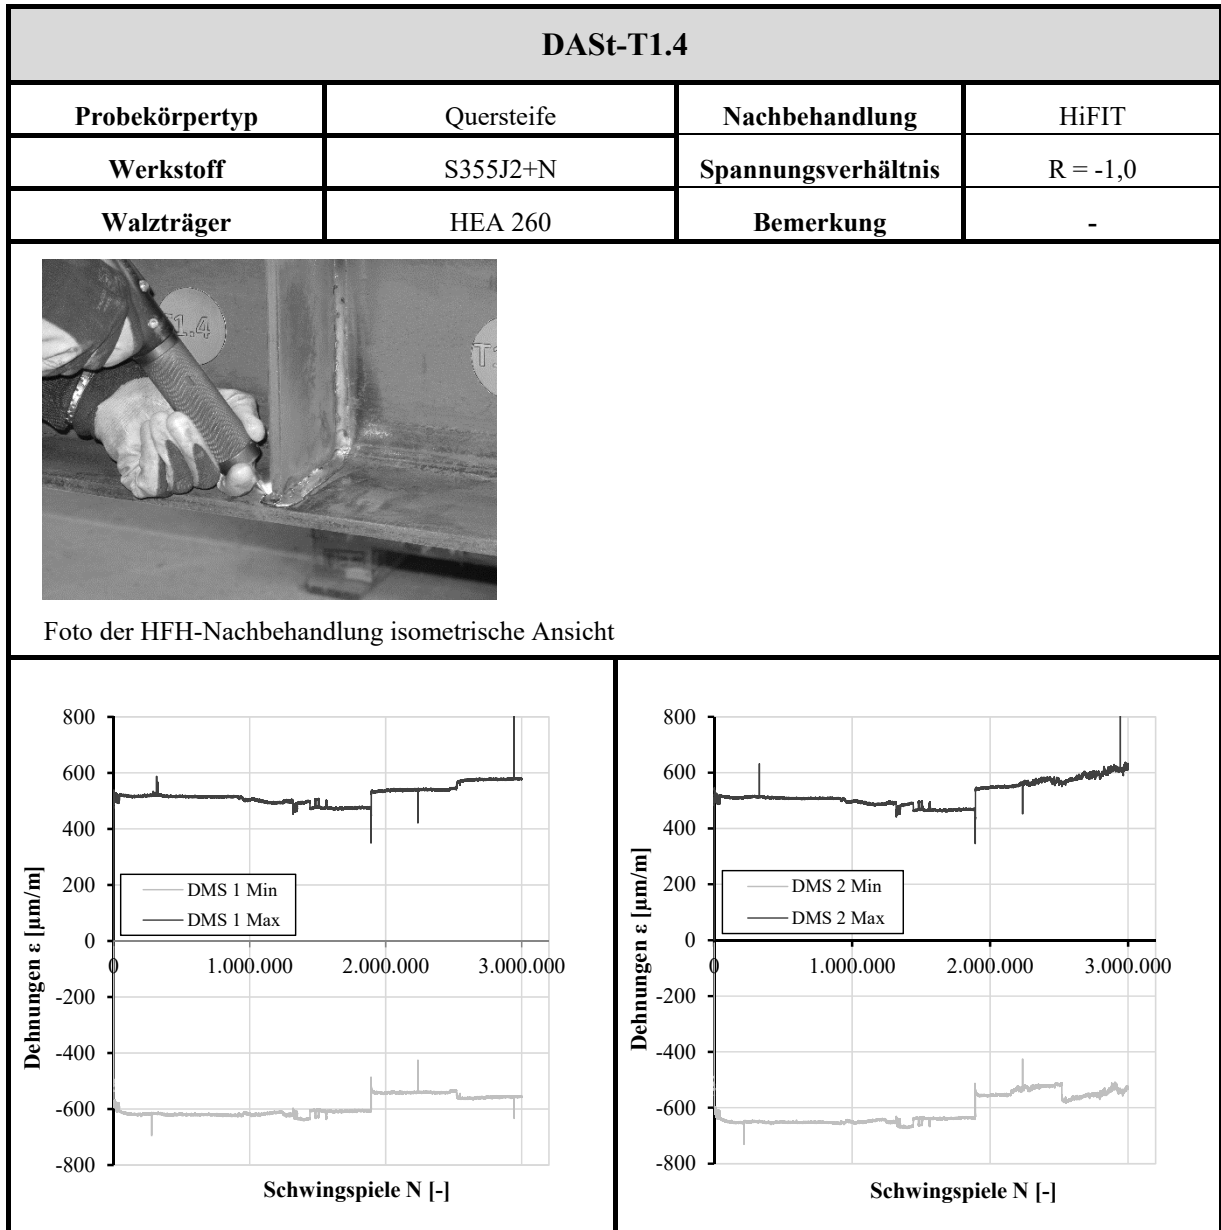 DASt-T1.4
Probekörpertyp Quersteife Nachbehandlung HiFIT
Werkstoff S355J2+N Spannungsverhältnis R = -1,0
Walzträger HEA 260 Bemerkung -
T1.4
Foto der HFH-Nachbehandlung isometrische Ansicht
800
600
400
200
0
-200
-400
-600
-800
0 1.000.000 2.000.000 3.000.000
Dehnungen ε [µm/m]
DMS 1 Min
DMS 1 Max
Schwingspiele N [-]
800
600
400
200
0
-200
-400
-600
-800
0 1.000.000 2.000.000 3.000.000
Dehnungen ε [µm/m]
DMS 2 Min
DMS 2 Max
Schwingspiele N [-]